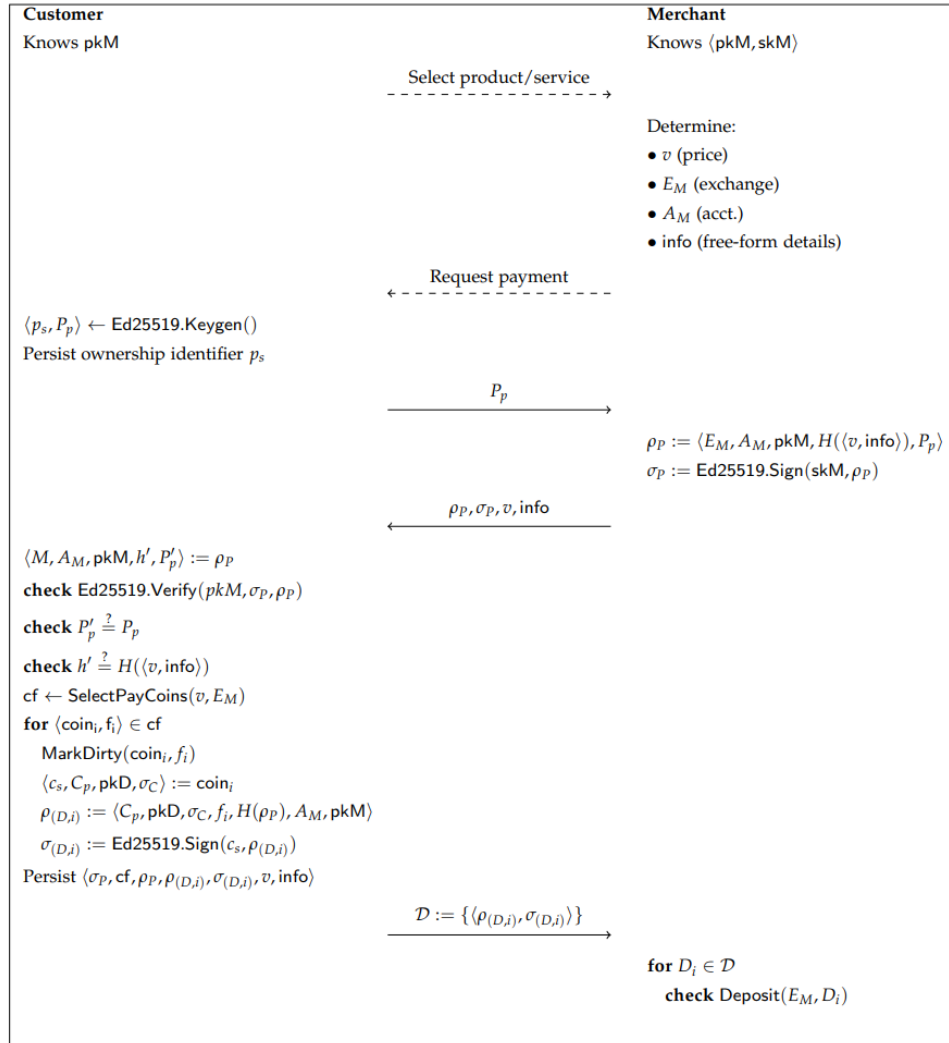 Customer
Merchant
Knows pkM
Knows ⟨pkM, skM⟩
Select product/service
Determine:
• v (price)
• E_M (exchange)
• A_M (acct.)
• info (free-form details)
Request payment
⟨p_s, P_p⟩ ← Ed25519.Keygen()
Persist ownership identifier p_s
P_p
ρ_P := ⟨E_M, A_M, pkM, H(⟨v, info⟩), P_p⟩
σ_P := Ed25519.Sign(skM, ρ_P)
ρ_P, σ_P, v, info
⟨M, A_M, pkM, h′, P′_p⟩ := ρ_P
check Ed25519.Verify(pkM, σ_P, ρ_P)
check P′_p ≟ P_p
check h′ ≟ H(⟨v, info⟩)
cf ← SelectPayCoins(v, E_M)
for ⟨coin_i, f_i⟩ ∈ cf
MarkDirty(coin_i, f_i)
⟨c_s, C_p, pkD, σ_C⟩ := coin_i
ρ_(D,i) := ⟨C_p, pkD, σ_C, f_i, H(ρ_P), A_M, pkM⟩
σ_(D,i) := Ed25519.Sign(c_s, ρ_(D,i))
Persist ⟨σ_P, cf, ρ_P, ρ_(D,i), σ_(D,i), v, info⟩
𝒟 := {⟨ρ_(D,i), σ_(D,i)⟩}
for D_i ∈ 𝒟
check Deposit(E_M, D_i)